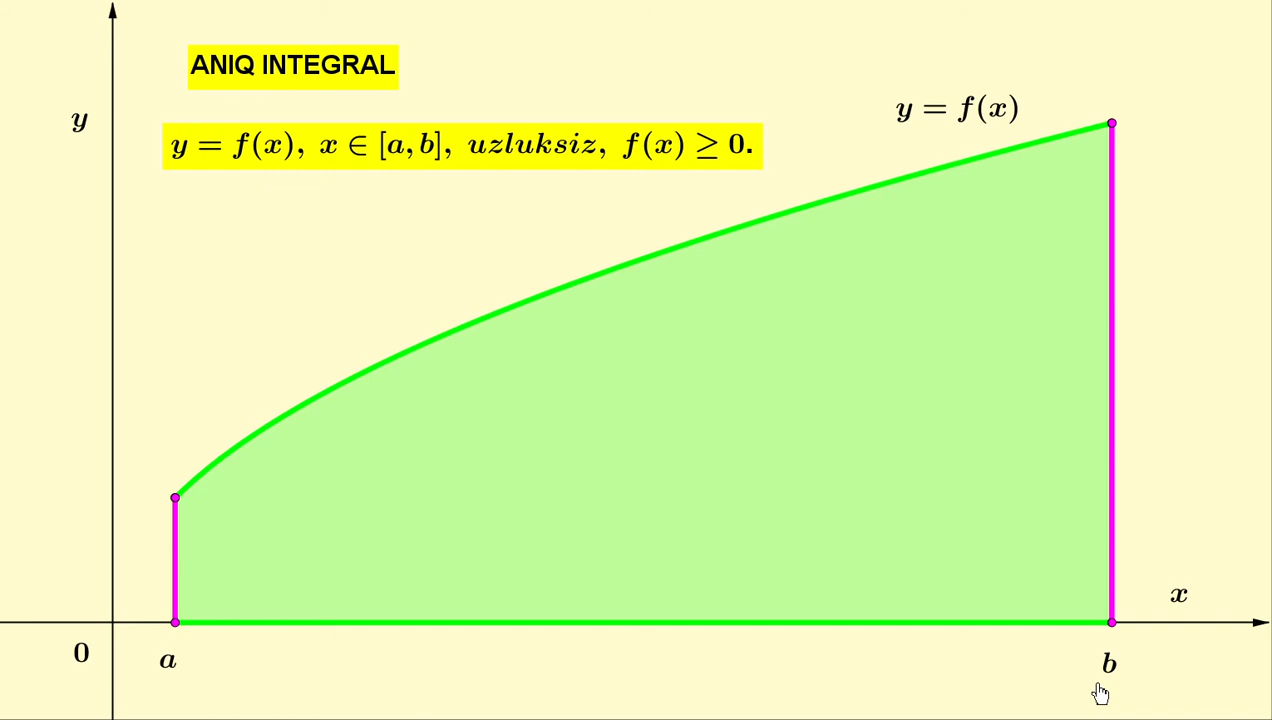 ANIQ INTEGRAL
y
y = f(x)
y = f(x), x ∈ [a, b], uzluksiz, f(x) ≥ 0.
x
0
a
b